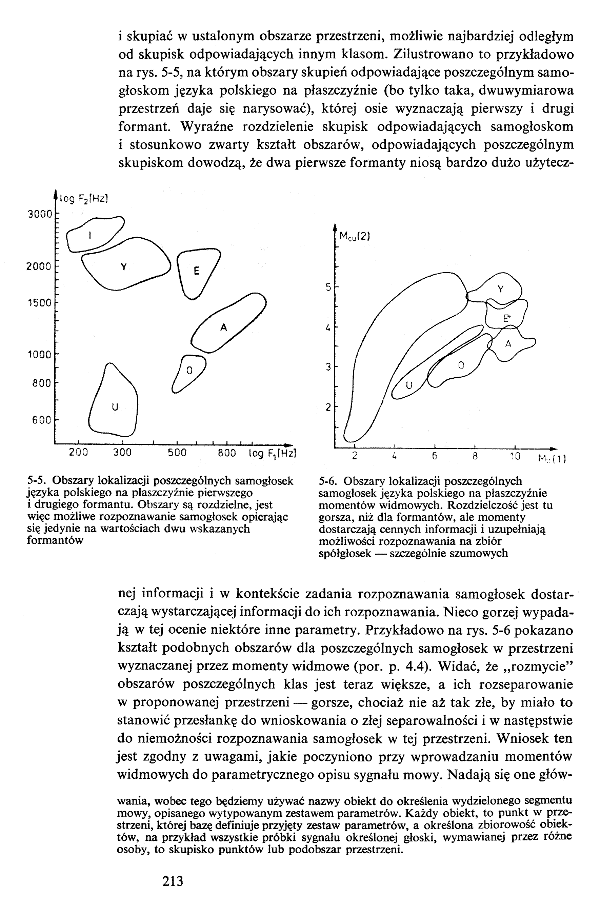 i skupiać w ustalonym obszarze przestrzeni, możliwie najbardziej odległym
od skupisk odpowiadających innym klasom. Zilustrowano to przykładowo
na rys. 5-5, na którym obszary skupień odpowiadające poszczególnym samo-
głoskom języka polskiego na płaszczyźnie (bo tylko taka, dwuwymiarowa
przestrzeń daje się narysować), której osie wyznaczają pierwszy i drugi
formant. Wyraźne rozdzielenie skupisk odpowiadających samogłoskom
i stosunkowo zwarty kształt obszarów, odpowiadających poszczególnym
skupiskom dowodzą, że dwa pierwsze formanty niosą bardzo dużo użytecz-
log F₂[Hz]
3000
2000
1500
1000
800
600
I
Y
E
A
O
U
200 300 500 800 log F₁[Hz]
5-5. Obszary lokalizacji poszczególnych samogłosek
języka polskiego na płaszczyźnie pierwszego
i drugiego formantu. Obszary są rozdzielne, jest
więc możliwe rozpoznawanie samogłosek opierając
się jedynie na wartościach dwu wskazanych
formantów
Mcu(2)
5
4
3
2
Y
E
A
O
U
2 4 6 8 10
5-6. Obszary lokalizacji poszczególnych
samogłosek języka polskiego na płaszczyźnie
momentów widmowych. Rozdzielczość jest tu
gorsza, niż dla formantów, ale momenty
dostarczają cennych informacji i uzupełniają
możliwości rozpoznawania na zbiór
spółgłosek — szczególnie szumowych
nej informacji i w kontekście zadania rozpoznawania samogłosek dostar-
czają wystarczającej informacji do ich rozpoznawania. Nieco gorzej wypada-
ją w tej ocenie niektóre inne parametry. Przykładowo na rys. 5-6 pokazano
kształt podobnych obszarów dla poszczególnych samogłosek w przestrzeni
wyznaczanej przez momenty widmowe (por. p. 4.4). Widać, że „rozmycie”
obszarów poszczególnych klas jest teraz większe, a ich rozseparowanie
w proponowanej przestrzeni — gorsze, chociaż nie aż tak złe, by miało to
stanowić przesłankę do wnioskowania o złej separowalności i w następstwie
do niemożności rozpoznawania samogłosek w tej przestrzeni. Wniosek ten
jest zgodny z uwagami, jakie poczyniono przy wprowadzaniu momentów
widmowych do parametrycznego opisu sygnału mowy. Nadają się one głów-
wania, wobec tego będziemy używać nazwy obiekt do określenia wydzielonego segmentu
mowy, opisanego wytypowanym zestawem parametrów. Każdy obiekt, to punkt w prze-
strzeni, której bazę definiuje przyjęty zestaw parametrów, a określona zbiorowość obiek-
tów, na przykład wszystkie próbki sygnału określonej głoski, wymawianej przez różne
osoby, to skupisko punktów lub podobszar przestrzeni.
213